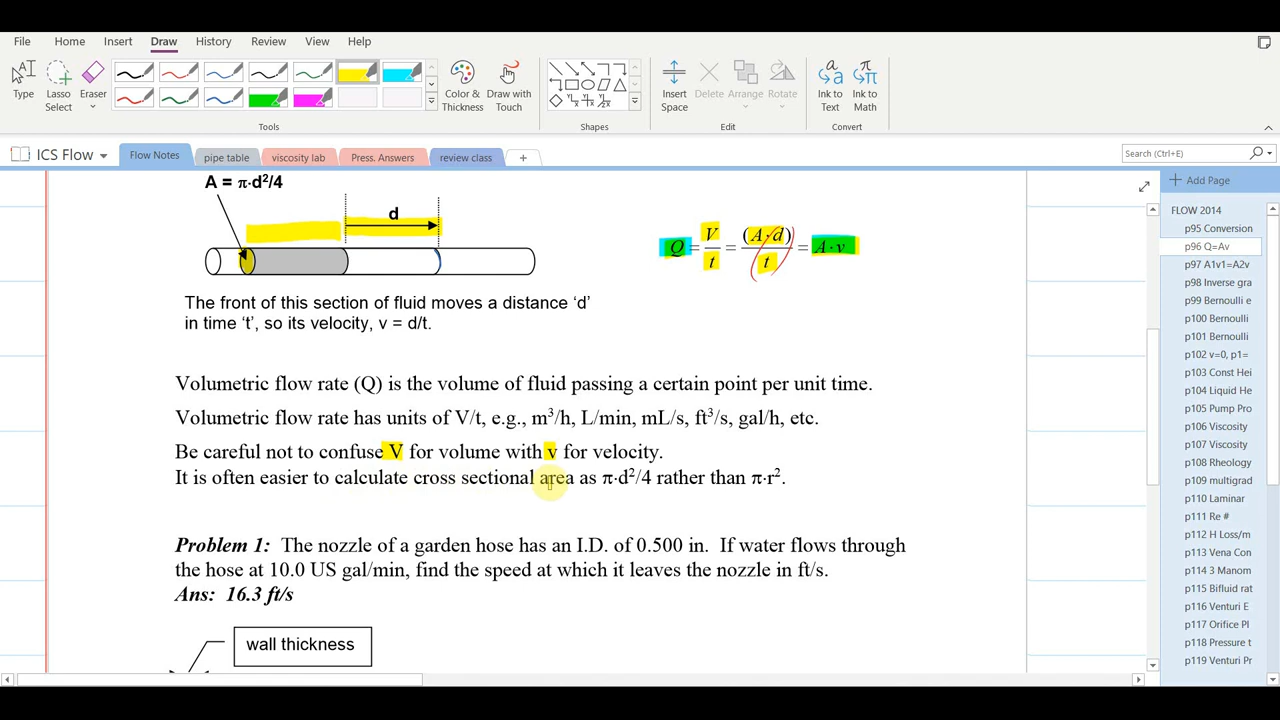 File Home Insert Draw History Review View Help
Type Lasso Select Eraser Color & Thickness Draw with Touch Insert Space Delete Arrange Rotate Ink to Text Ink to Math
Tools Shapes Edit Convert
ICS Flow Flow Notes pipe table viscosity lab Press. Answers review class + Search (Ctrl+E)
A = π·d²/4
d
Q = V/t = (A·d)/t = A·v
The front of this section of fluid moves a distance ‘d’
in time ‘t’, so its velocity, v = d/t.
Volumetric flow rate (Q) is the volume of fluid passing a certain point per unit time.
Volumetric flow rate has units of V/t, e.g., m³/h, L/min, mL/s, ft³/s, gal/h, etc.
Be careful not to confuse V for volume with v for velocity.
It is often easier to calculate cross sectional area as π·d²/4 rather than π·r².
Problem 1: The nozzle of a garden hose has an I.D. of 0.500 in. If water flows through
the hose at 10.0 US gal/min, find the speed at which it leaves the nozzle in ft/s.
Ans: 16.3 ft/s
wall thickness
Add Page
FLOW 2014
p95 Conversion
p96 Q=Av
p97 A1v1=A2v
p98 Inverse gra
p99 Bernoulli e
p100 Bernoulli
p101 Bernoulli
p102 v=0, p1=
p103 Const Hei
p104 Liquid He
p105 Pump Pro
p106 Viscosity
p107 Viscosity
p108 Rheology
p109 multigrad
p110 Laminar
p111 Re #
p112 H Loss/m
p113 Vena Con
p114 3 Manom
p115 Bifluid rat
p116 Venturi E
p117 Orifice Pl
p118 Pressure t
p119 Venturi Pr